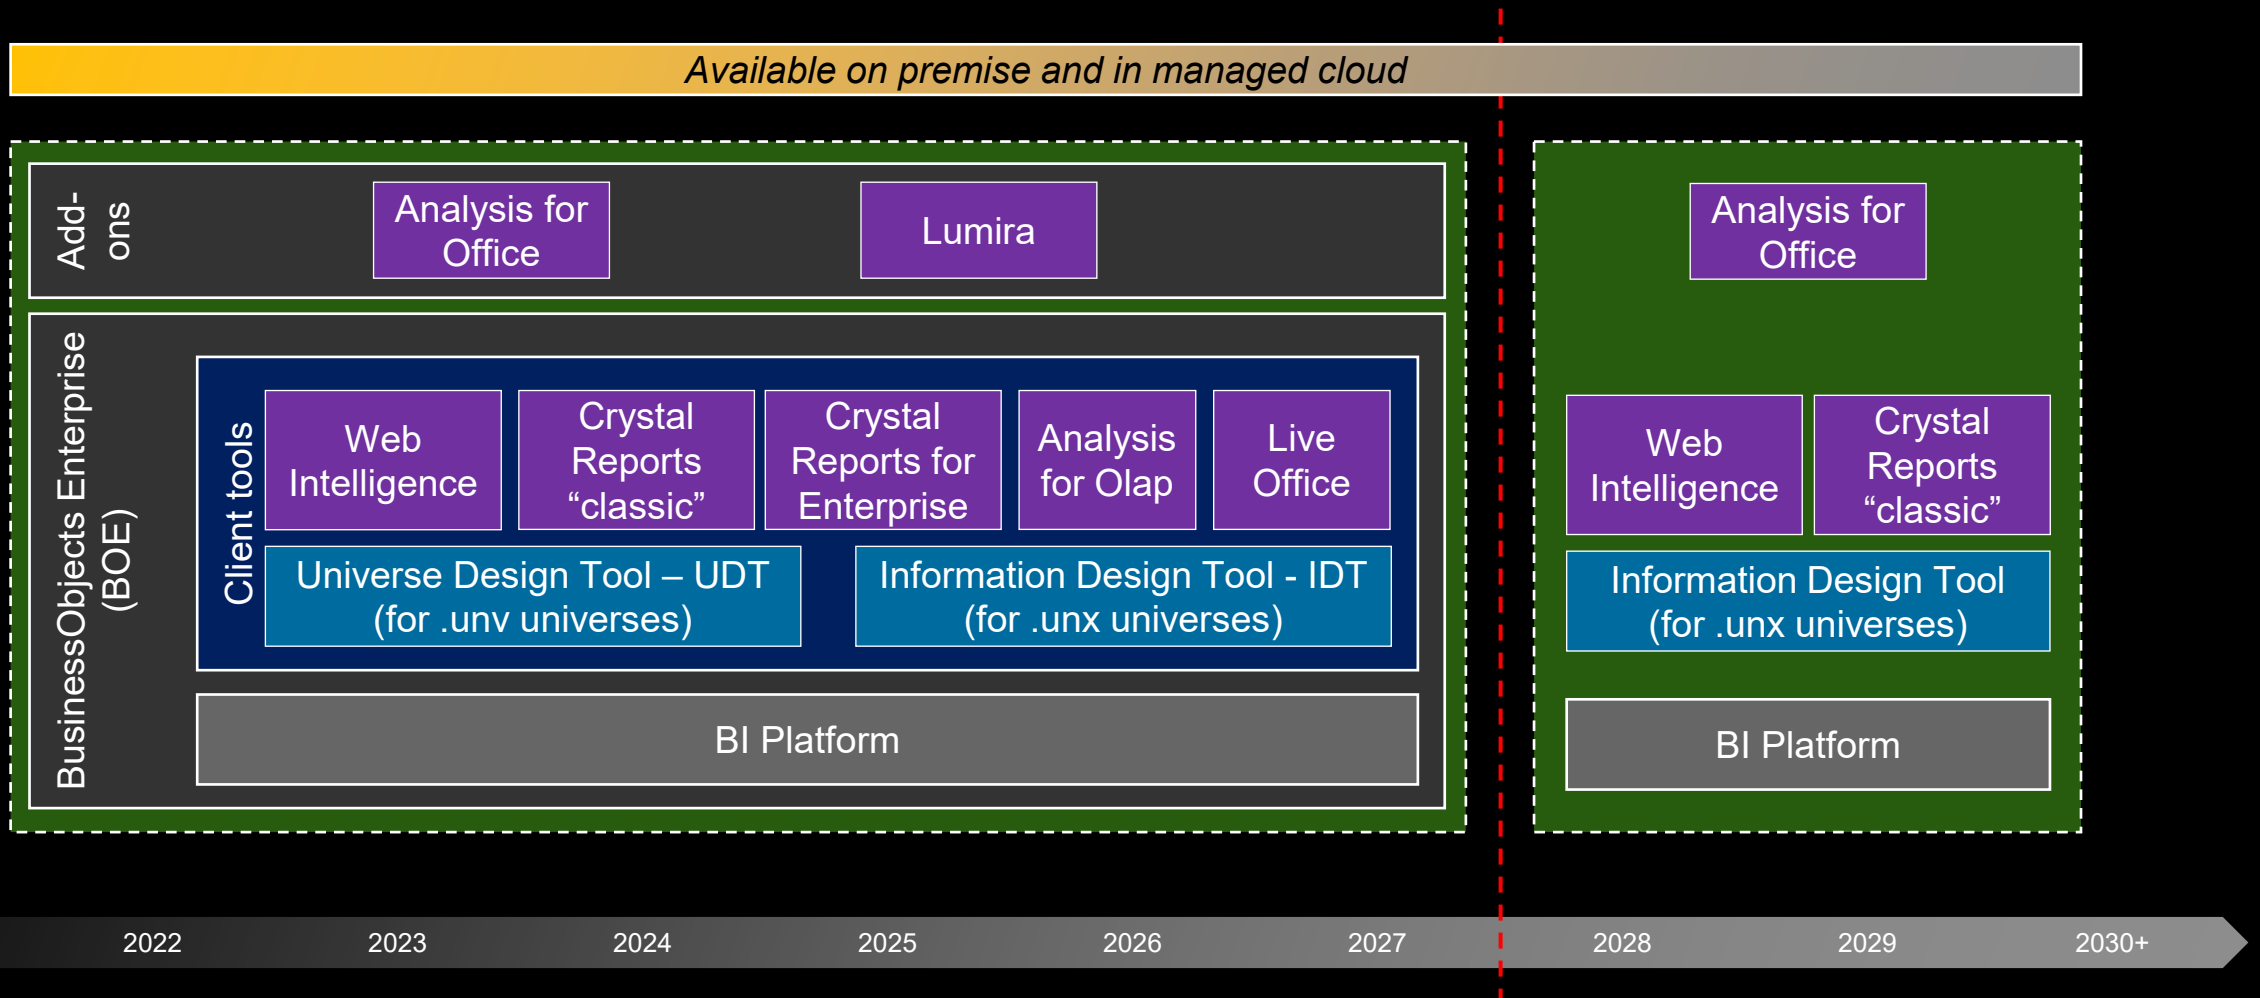 Available on premise and in managed cloud
Add-
ons
Analysis for
Office
Lumira
BusinessObjects Enterprise
(BOE)
Client tools
Web
Intelligence
Crystal
Reports
“classic”
Crystal
Reports for
Enterprise
Analysis
for Olap
Live
Office
Universe Design Tool – UDT
(for .unv universes)
Information Design Tool - IDT
(for .unx universes)
BI Platform
Analysis for
Office
Web
Intelligence
Crystal
Reports
“classic”
Information Design Tool
(for .unx universes)
BI Platform
2022
2023
2024
2025
2026
2027
2028
2029
2030+